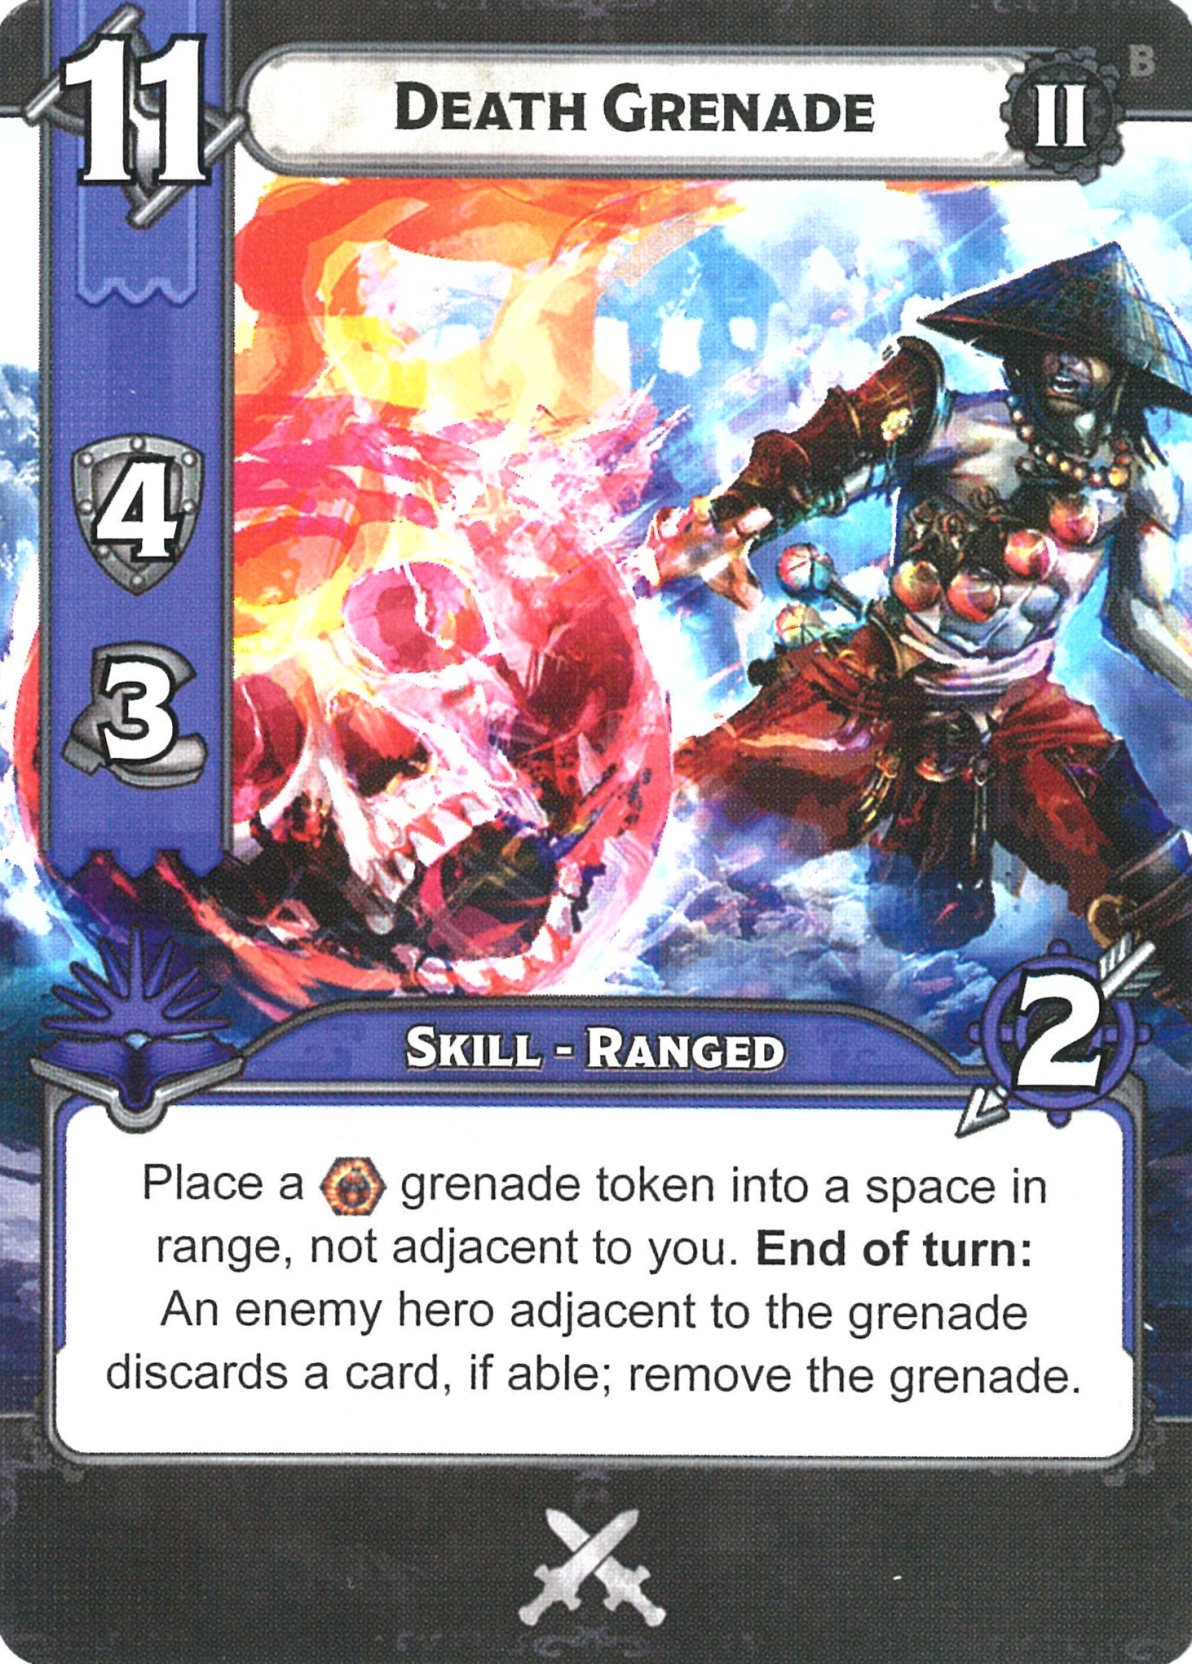 11
DEATH GRENADE
II
B
4
3
SKILL - RANGED
2
Place a grenade token into a space in
range, not adjacent to you. End of turn:
An enemy hero adjacent to the grenade
discards a card, if able; remove the grenade.